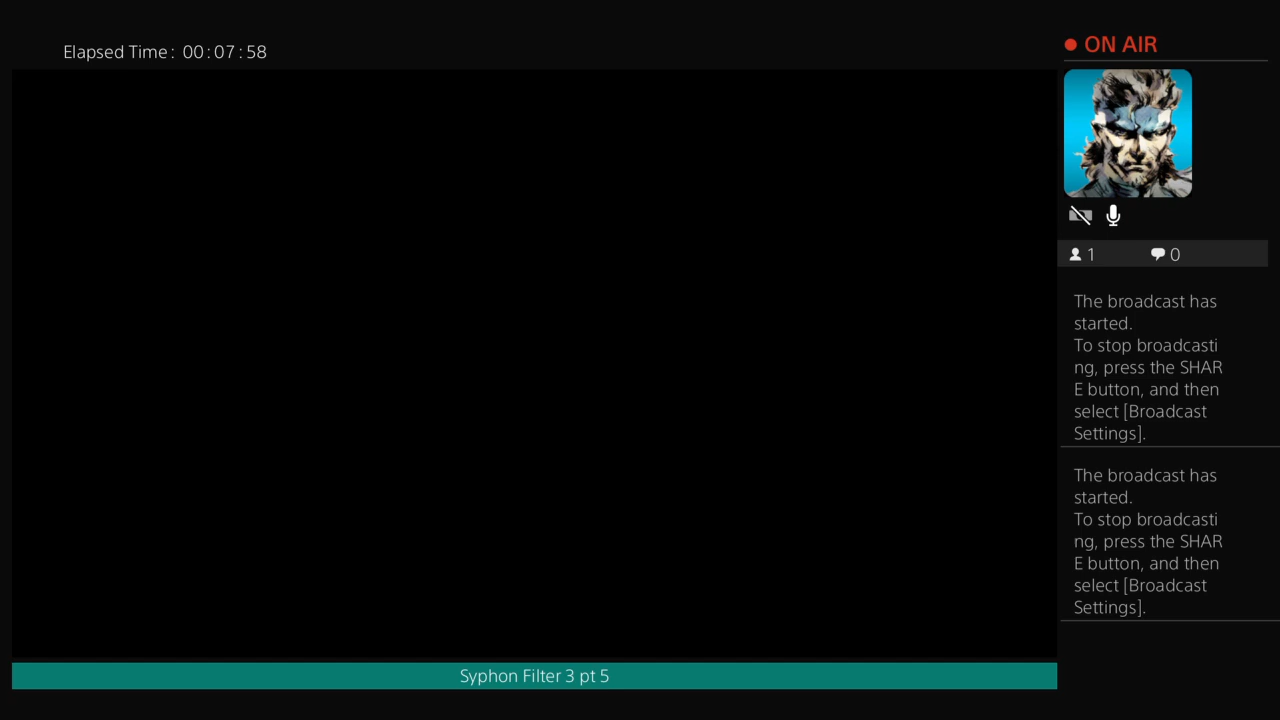 Elapsed Time: 00:07:58
ON AIR
1 0
The broadcast has
started.
To stop broadcasti
ng, press the SHAR
E button, and then
select [Broadcast
Settings].
The broadcast has
started.
To stop broadcasti
ng, press the SHAR
E button, and then
select [Broadcast
Settings].
Syphon Filter 3 pt 5